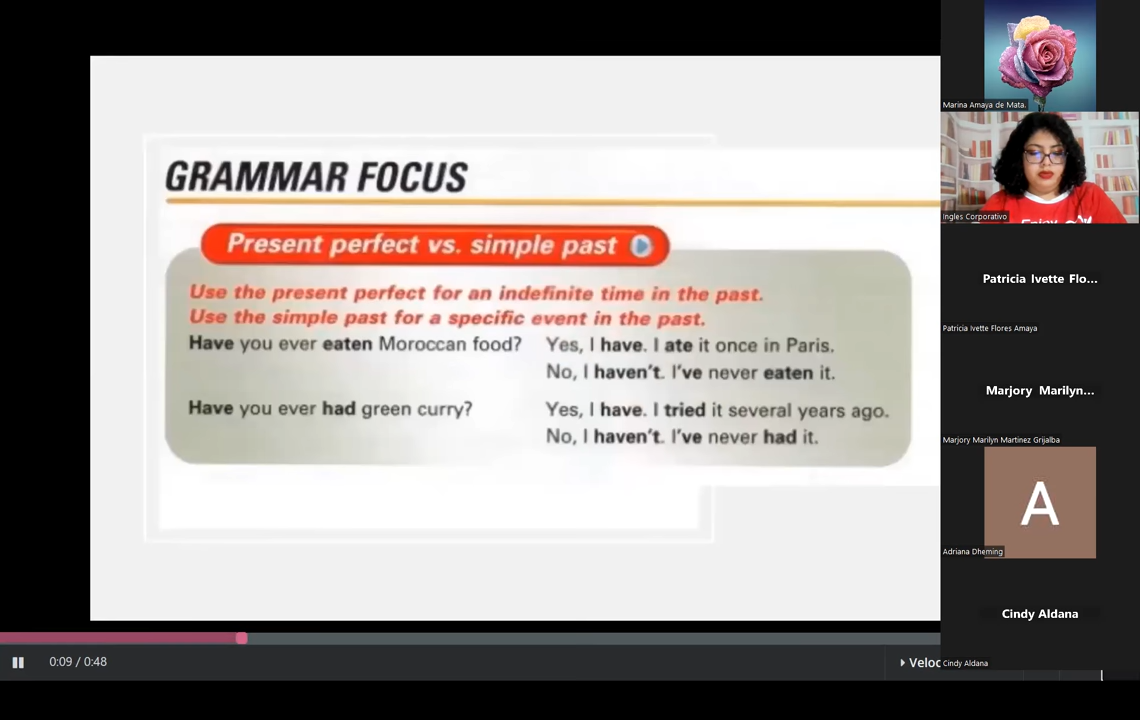 GRAMMAR FOCUS
Present perfect vs. simple past
Use the present perfect for an indefinite time in the past.
Use the simple past for a specific event in the past.
Have you ever eaten Moroccan food?
Yes, I have. I ate it once in Paris.
No, I haven't. I've never eaten it.
Have you ever had green curry?
Yes, I have. I tried it several years ago.
No, I haven't. I've never had it.
0:09 / 0:48
Veloc
Marina Amaya de Mata.
Enjoy
Ingles Corporativo
Patricia Ivette Flo...
Patricia Ivette Flores Amaya
Marjory Marilyn...
Marjory Marilyn Martinez Grijalba
A
Adriana Dheming
Cindy Aldana
Cindy Aldana